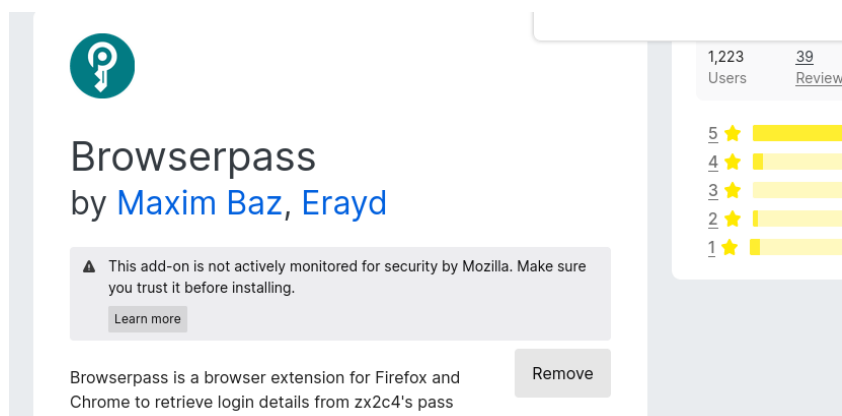 Browserpass
by Maxim Baz, Erayd
This add-on is not actively monitored for security by Mozilla. Make sure
you trust it before installing.
Learn more
Browserpass is a browser extension for Firefox and
Chrome to retrieve login details from zx2c4's pass
Remove
1,223
39
Users
Review
5
4
3
2
1